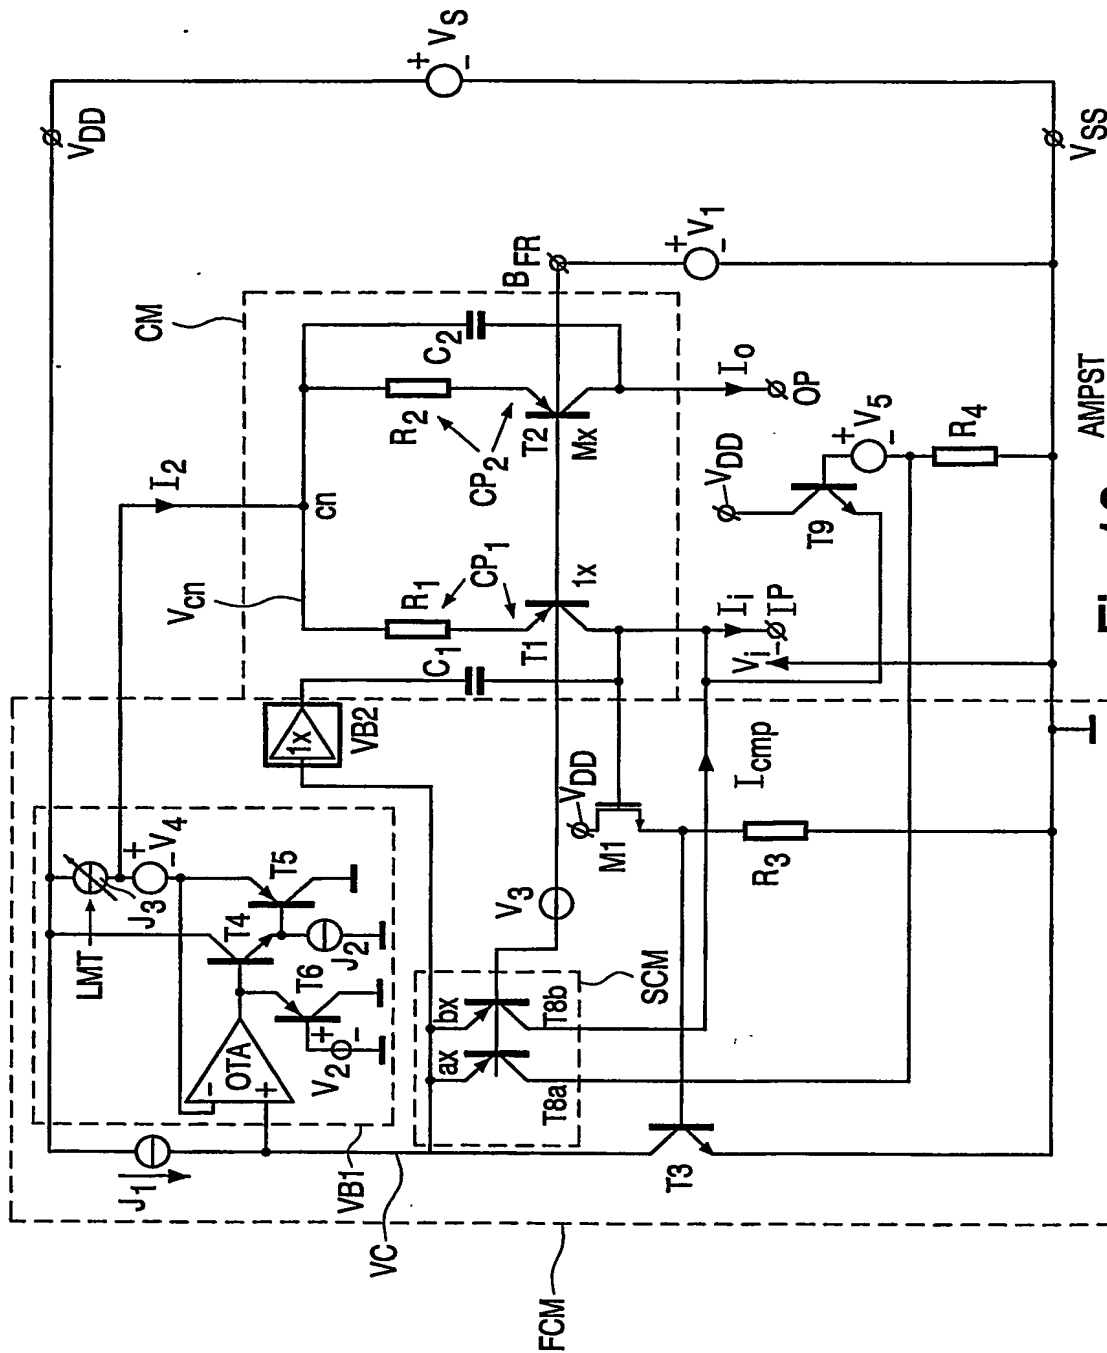 V_DD
+ V_S -
V_SS
CM
I_2
cn
V_cn
R_1
CP_1
T1
1x
C_1
R_2
CP_2
T2
Mx
C_2
B_FR
+ V_1 -
I_o
OP
V_DD
T9
+ V_5 -
R_4
AMPST
I_i
IP
V_i -
VB2
1x
V_DD
M1
I_cmp
R_3
V_3
SCM
ax
bx
T8a
T8b
T3
LMT
J_3
+ V_4 -
T4
T5
J_2
T6
V_2 + -
OTA
- +
J_1
VB1
VC
FCM